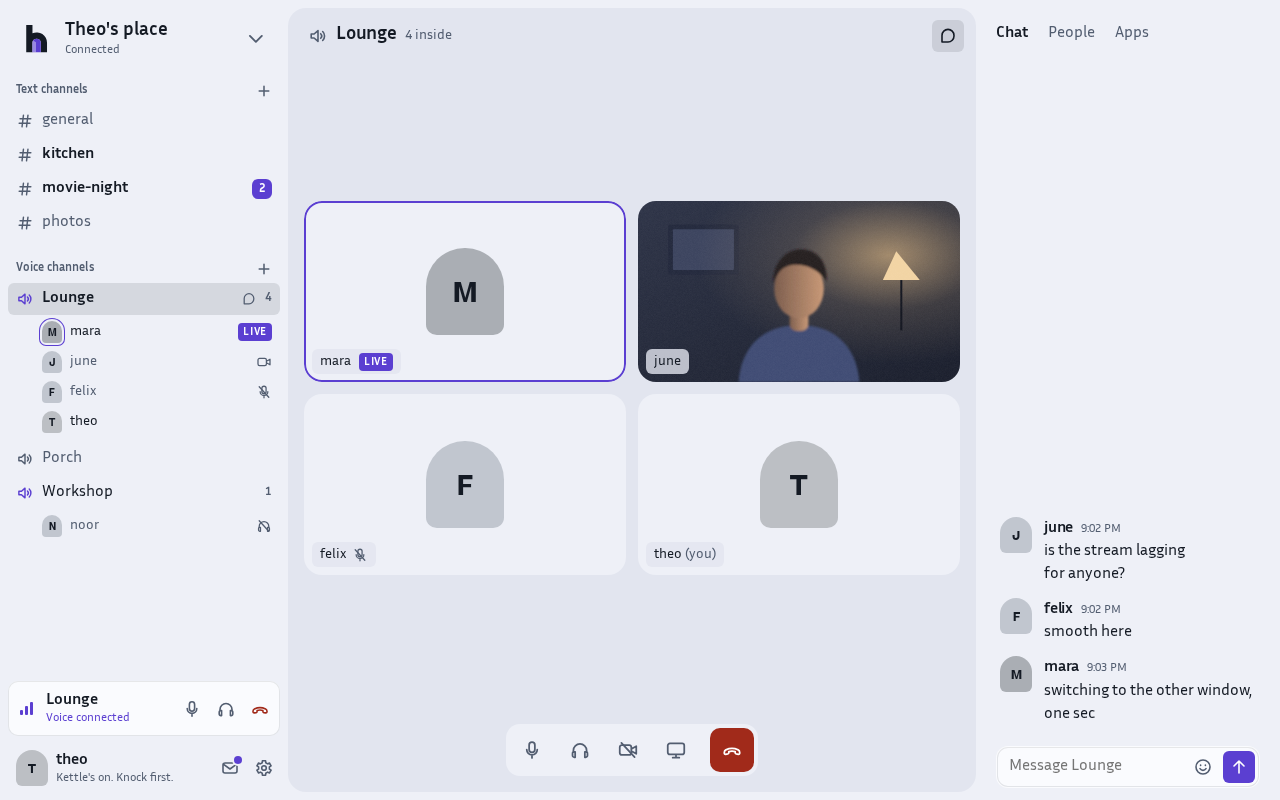 Theo's place
Connected
Text channels
general
kitchen
movie-night 2
photos
Voice channels
Lounge 4
M mara LIVE
J june
F felix
T theo
Porch
Workshop 1
N noor
Lounge
Voice connected
T theo
Kettle's on. Knock first.
Lounge 4 inside
M
mara LIVE
june
F
felix
T
theo (you)
Chat People Apps
J june 9:02 PM
is the stream lagging
for anyone?
F felix 9:02 PM
smooth here
M mara 9:03 PM
switching to the other window,
one sec
Message Lounge